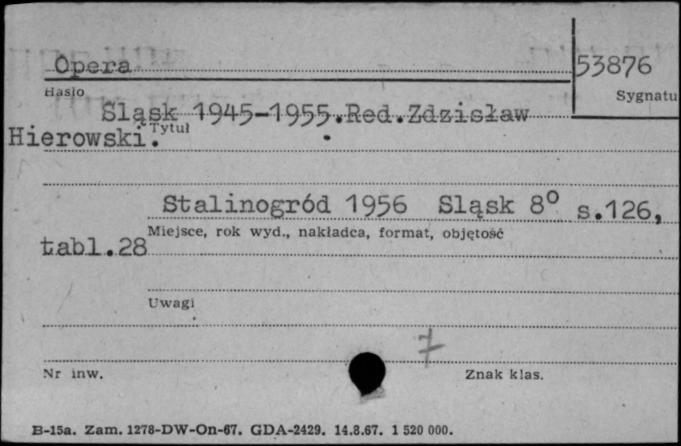 Opera 53876
Hasło Sygnatu
Śląsk 1945-1955.Red.Zdzisław
Tytuł
Hierowski.
Stalinogród 1956 Śląsk 8° s.126,
Miejsce, rok wyd., nakładca, format, objętość
tabl.28
Uwagi
7
Nr inw. Znak klas.
B-15a. Zam. 1278-DW-On-67. GDA-2429. 14.8.67. 1 520 000.